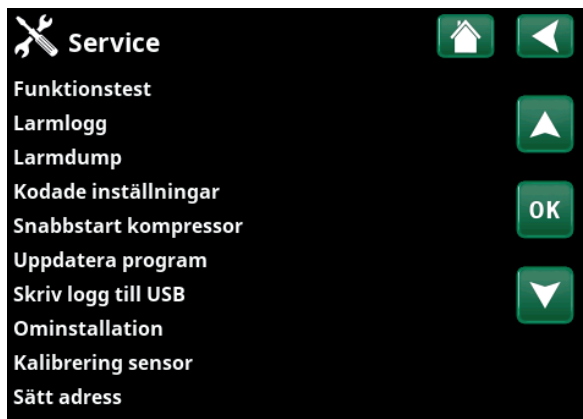 Service
Funktionstest
Larmlogg
Larmdump
Kodade inställningar
Snabbstart kompressor
OK
Uppdatera program
Skriv logg till USB
Ominstallation
Kalibrering sensor
Sätt adress